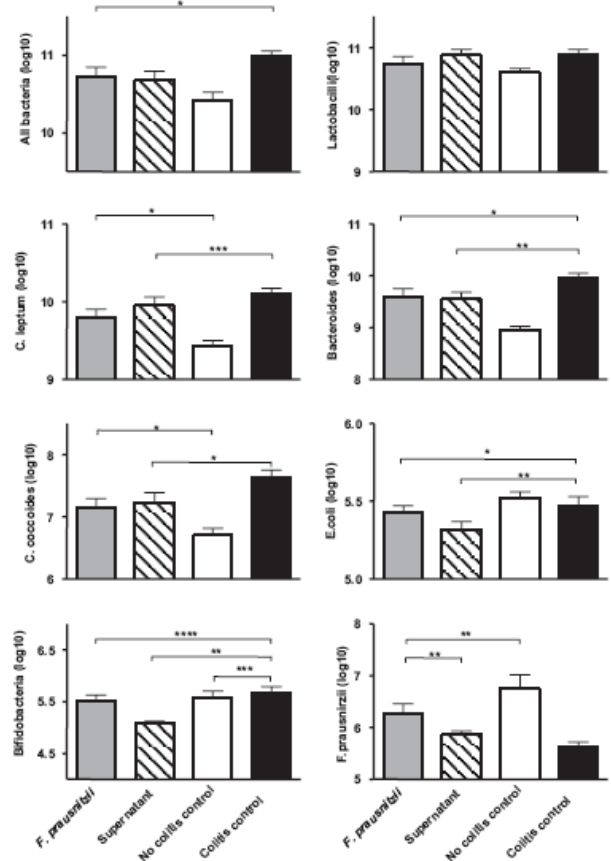 *
All bacteria (log10)
11
10
Lactobacilli(log10)
11
10
9
*
***
C. leptum (log10)
11
10
9
*
**
Bacteroides (log10)
11
10
9
8
*
*
C. coccoides (log10)
8
7
6
*
**
E.coli (log10)
6.0
5.5
5.0
****
**
***
Bifidobacteria (log10)
6.5
5.5
4.5
**
**
F.prausnirzii (log10)
8
7
6
5
F. prausnitzii
Supernatant
No colitis control
Colitis control
F. prausnitzii
Supernatant
No colitis control
Colitis control